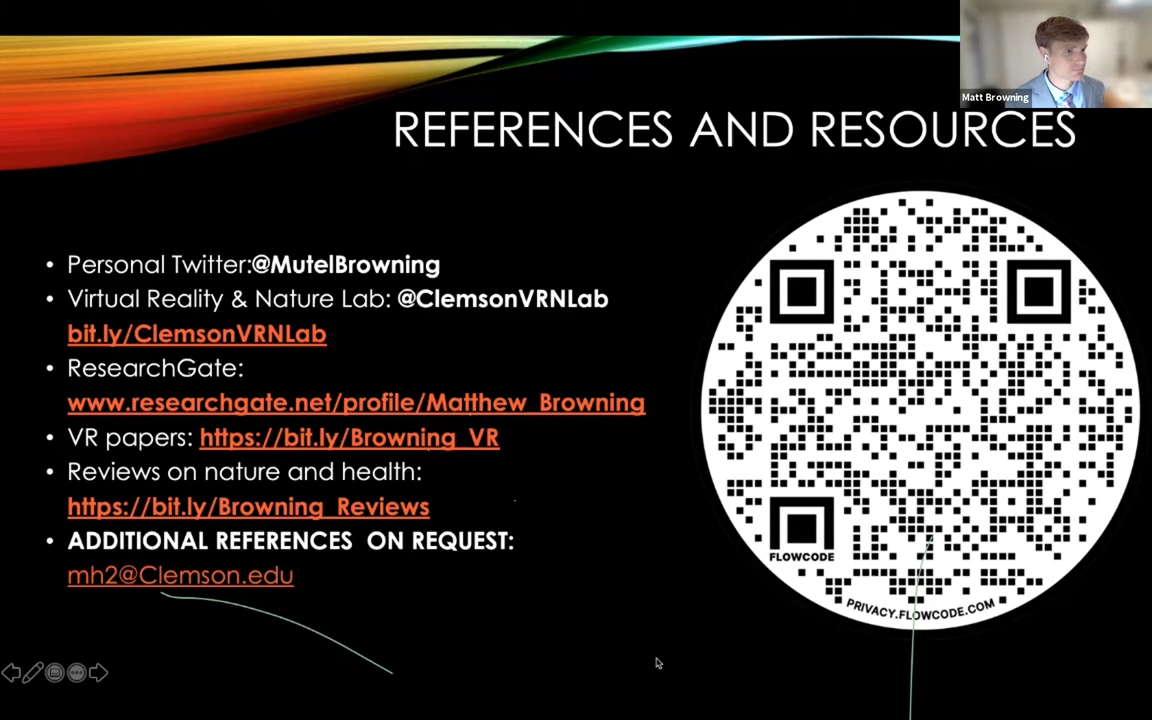 Matt Browning
REFERENCES AND RESOURCES
• Personal Twitter:@MutelBrowning
• Virtual Reality & Nature Lab: @ClemsonVRNLab
bit.ly/ClemsonVRNLab
• ResearchGate:
www.researchgate.net/profile/Matthew_Browning
• VR papers: https://bit.ly/Browning_VR
• Reviews on nature and health:
https://bit.ly/Browning_Reviews
• ADDITIONAL REFERENCES ON REQUEST:
mh2@Clemson.edu
FLOWCODE
PRIVACY.FLOWCODE.COM